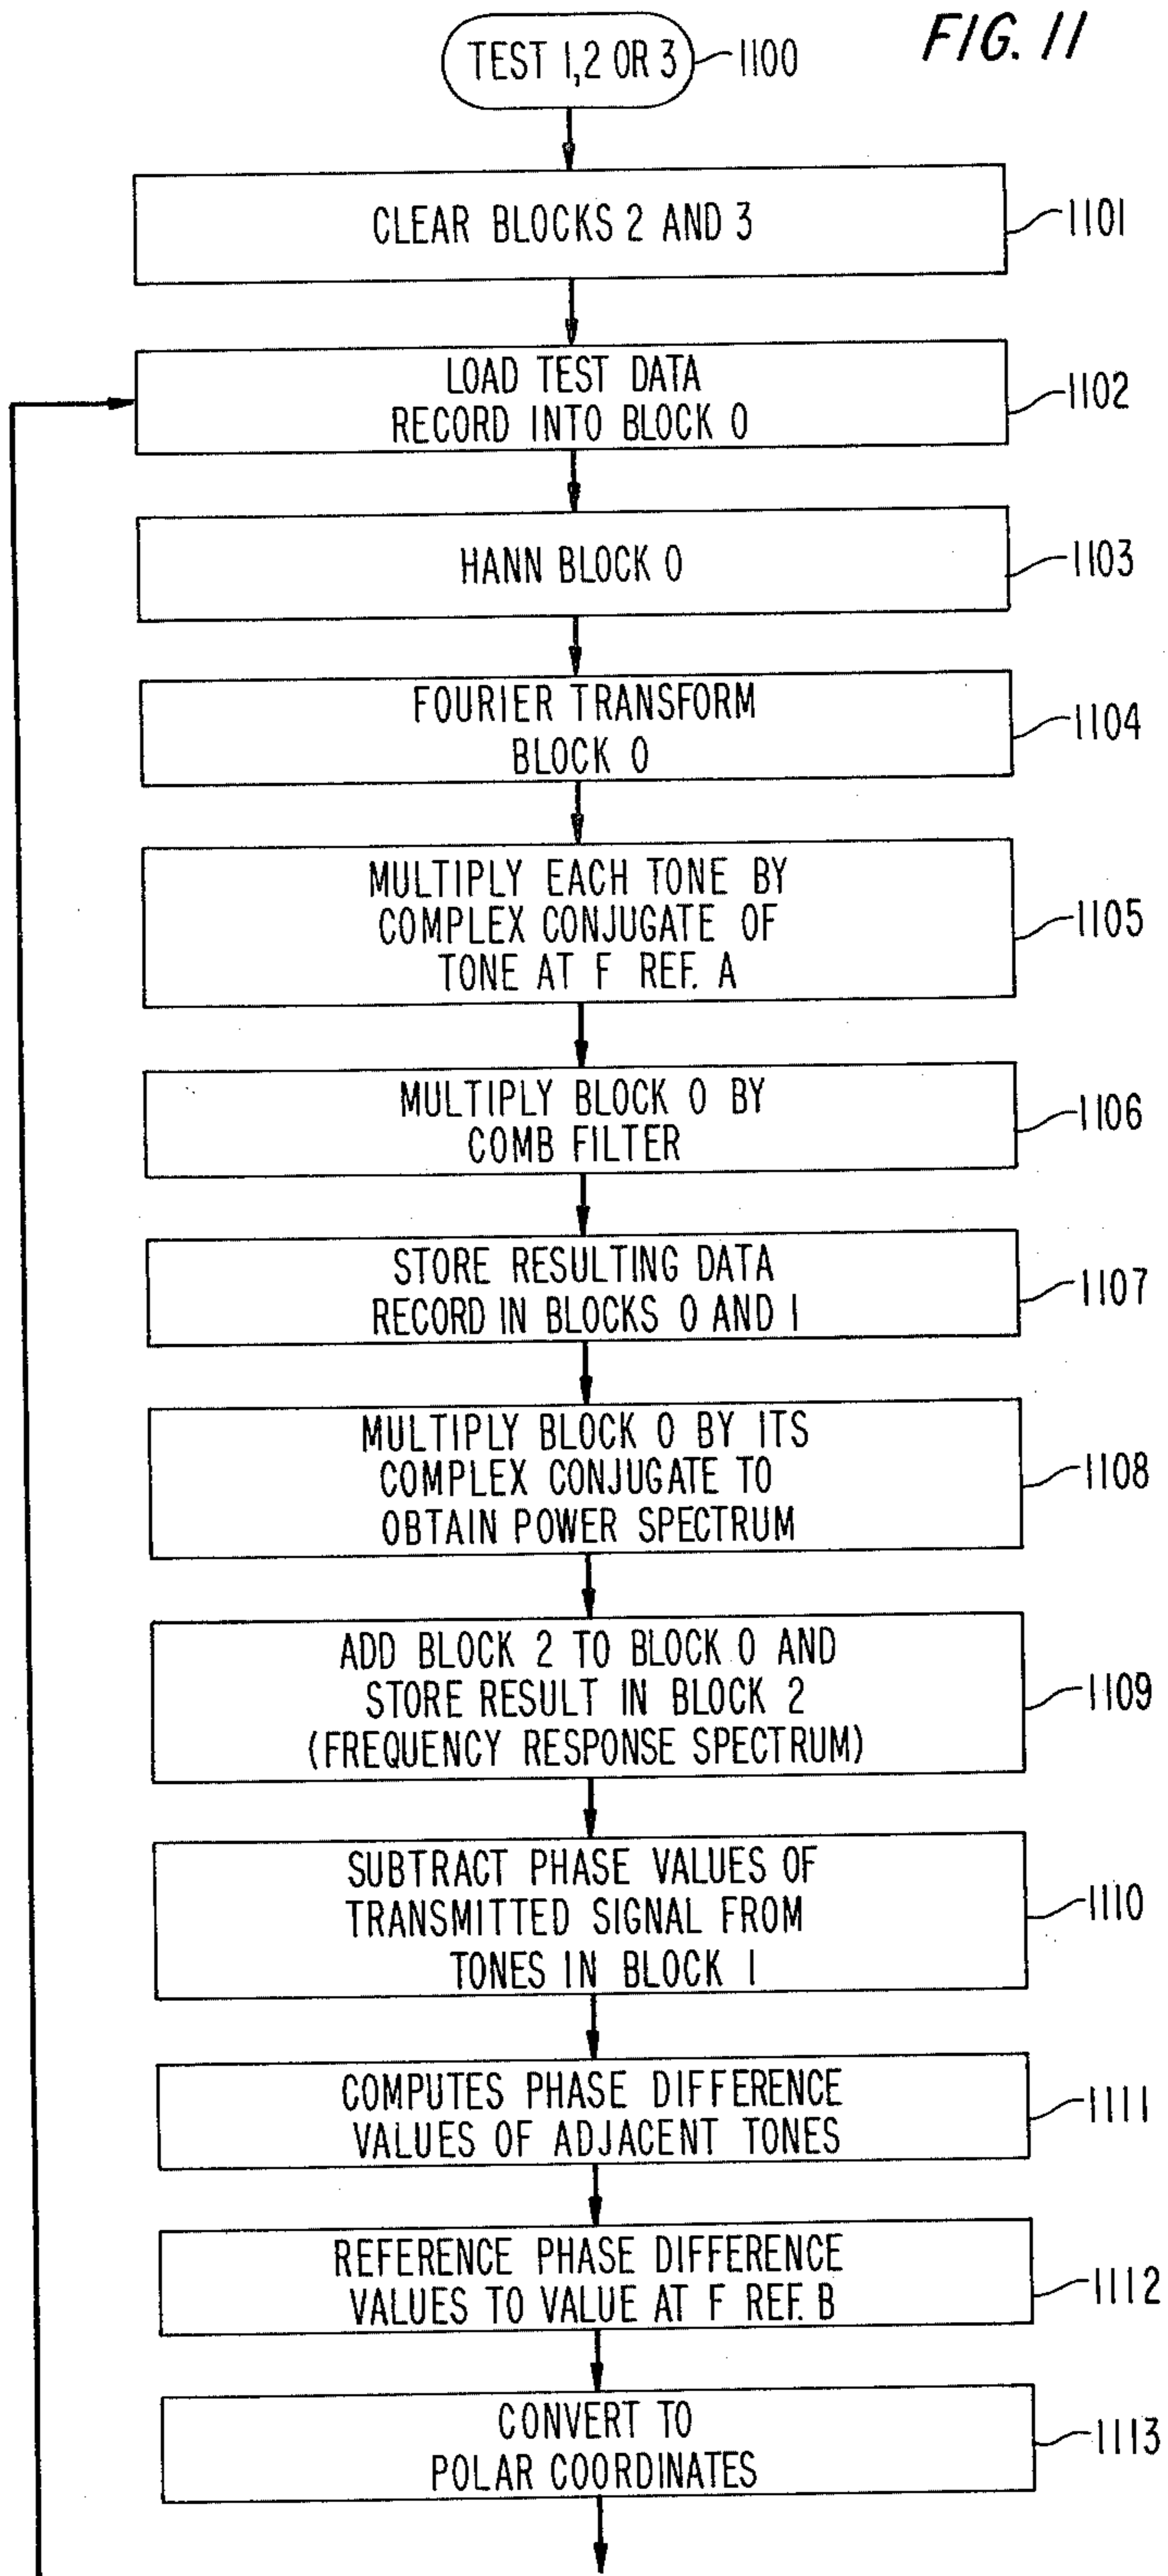 FIG. 11
TEST 1,2 OR 3
1100
CLEAR BLOCKS 2 AND 3
1101
LOAD TEST DATA
RECORD INTO BLOCK 0
1102
HANN BLOCK 0
1103
FOURIER TRANSFORM
BLOCK 0
1104
MULTIPLY EACH TONE BY
COMPLEX CONJUGATE OF
TONE AT F REF. A
1105
MULTIPLY BLOCK 0 BY
COMB FILTER
1106
STORE RESULTING DATA
RECORD IN BLOCKS 0 AND 1
1107
MULTIPLY BLOCK 0 BY ITS
COMPLEX CONJUGATE TO
OBTAIN POWER SPECTRUM
1108
ADD BLOCK 2 TO BLOCK 0 AND
STORE RESULT IN BLOCK 2
(FREQUENCY RESPONSE SPECTRUM)
1109
SUBTRACT PHASE VALUES OF
TRANSMITTED SIGNAL FROM
TONES IN BLOCK 1
1110
COMPUTES PHASE DIFFERENCE
VALUES OF ADJACENT TONES
1111
REFERENCE PHASE DIFFERENCE
VALUES TO VALUE AT F REF. B
1112
CONVERT TO
POLAR COORDINATES
1113